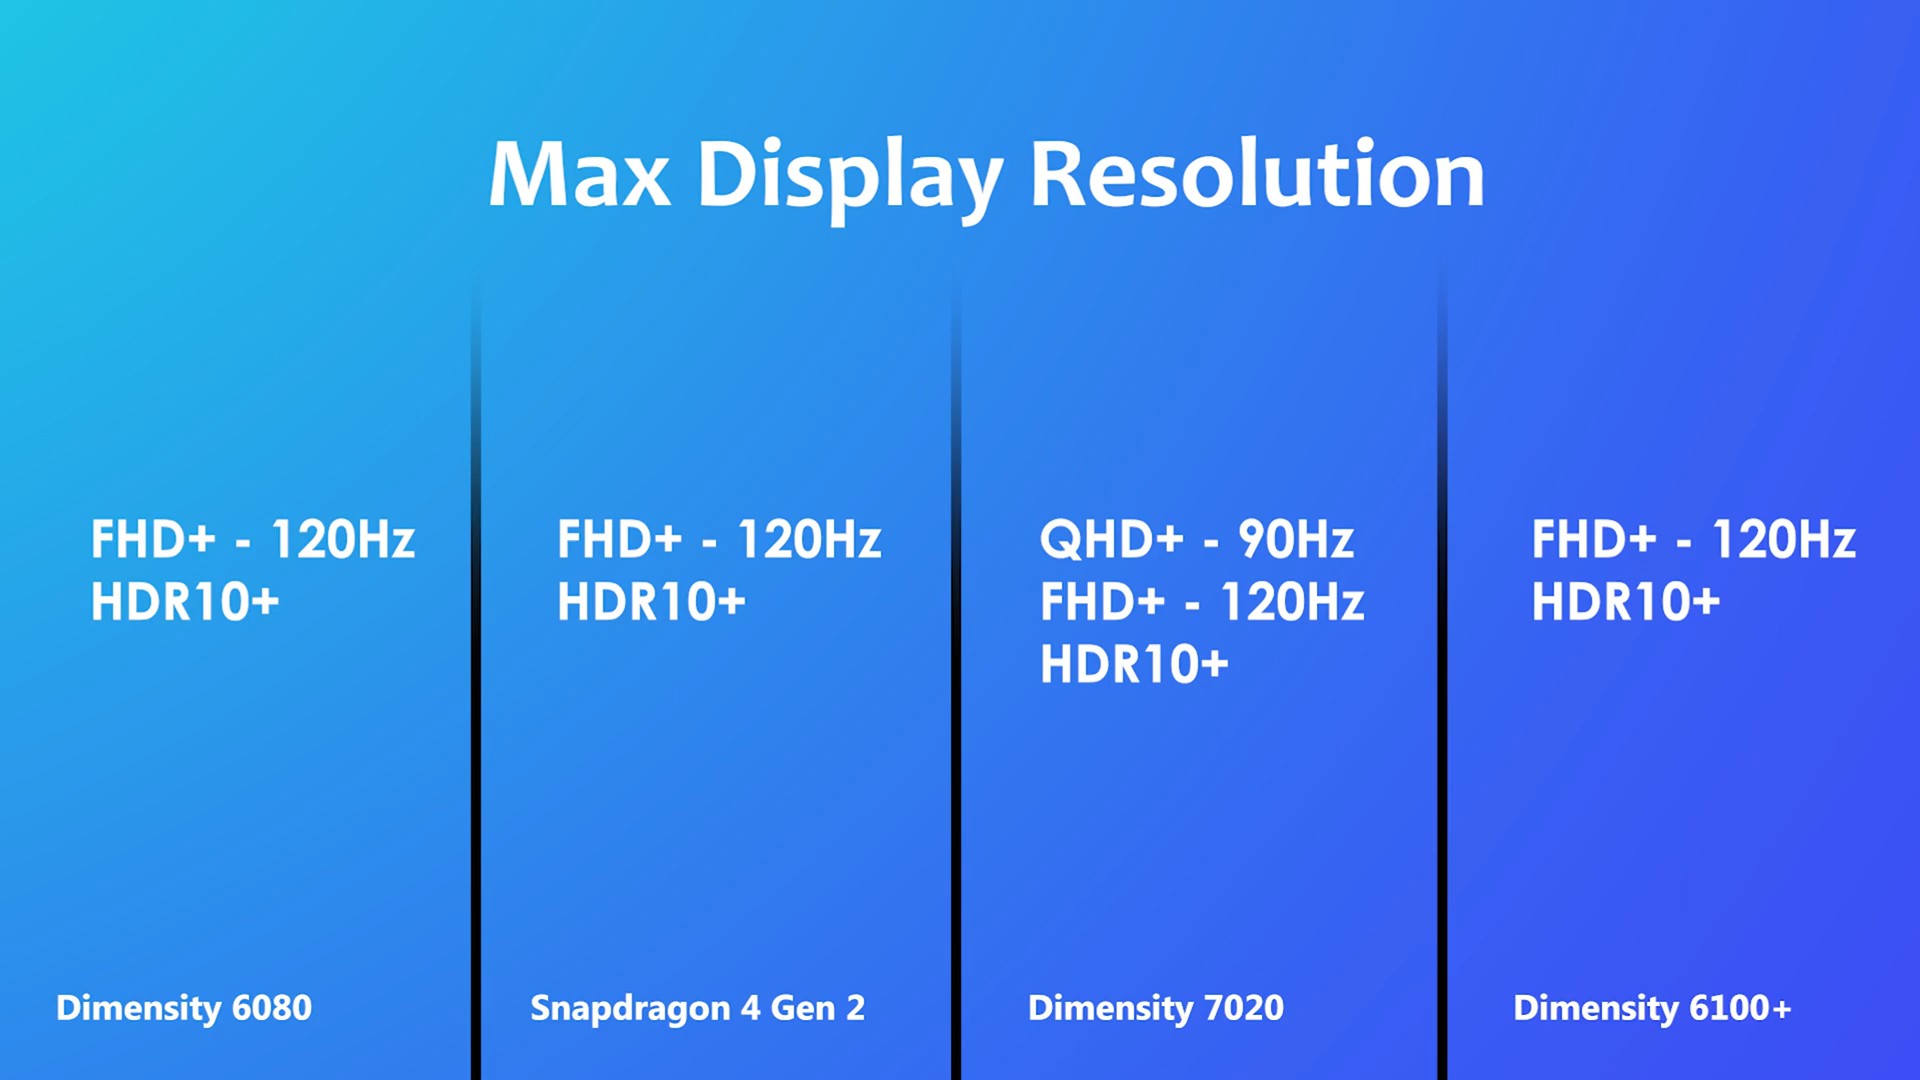 Max Display Resolution
FHD+ - 120Hz
HDR10+
Dimensity 6080
FHD+ - 120Hz
HDR10+
Snapdragon 4 Gen 2
QHD+ - 90Hz
FHD+ - 120Hz
HDR10+
Dimensity 7020
FHD+ - 120Hz
HDR10+
Dimensity 6100+